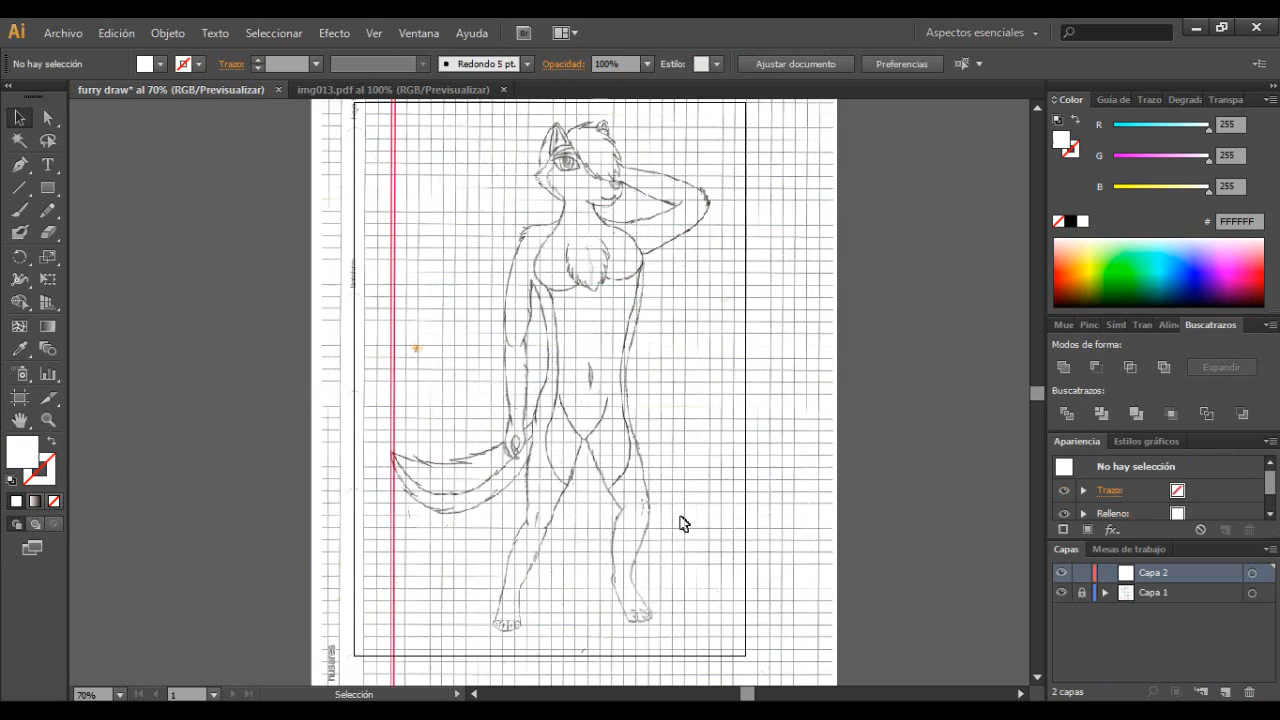 Ai Archivo Edición Objeto Texto Seleccionar Efecto Ver Ventana Ayuda Br Aspectos esenciales
No hay selección Trazo: Redondo 5 pt. Opacidad: 100% Estilo: Ajustar documento Preferencias
furry draw* al 70% (RGB/Previsualizar) × img013.pdf al 100% (RGB/Previsualizar) ×
Color Guía de Trazo Degrada Transpa
R 255
G 255
B 255
# FFFFFF
Mue Pinc Símb Tran Aline Buscatrazos
Modos de forma:
Expandir
Buscatrazos:
Apariencia Estilos gráficos
No hay selección
Trazo:
Relleno:
fx
Capas Mesas de trabajo
Capa 2
Capa 1
2 capas
70% 1 Selección